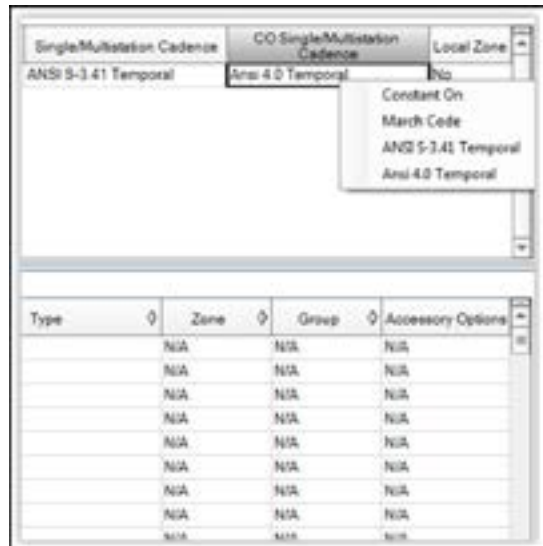 Single/Multistation Cadence
CO Single/Multistation
Cadence
Local Zone
ANSI S-3.41 Temporal
Ansi 4.0 Temporal
No
Constant On
March Code
ANSI S-3.41 Temporal
Ansi 4.0 Temporal
Type
Zone
Group
Accessory Options
N/A N/A N/A
N/A N/A N/A
N/A N/A N/A
N/A N/A N/A
N/A N/A N/A
N/A N/A N/A
N/A N/A N/A
N/A N/A N/A
N/A N/A N/A